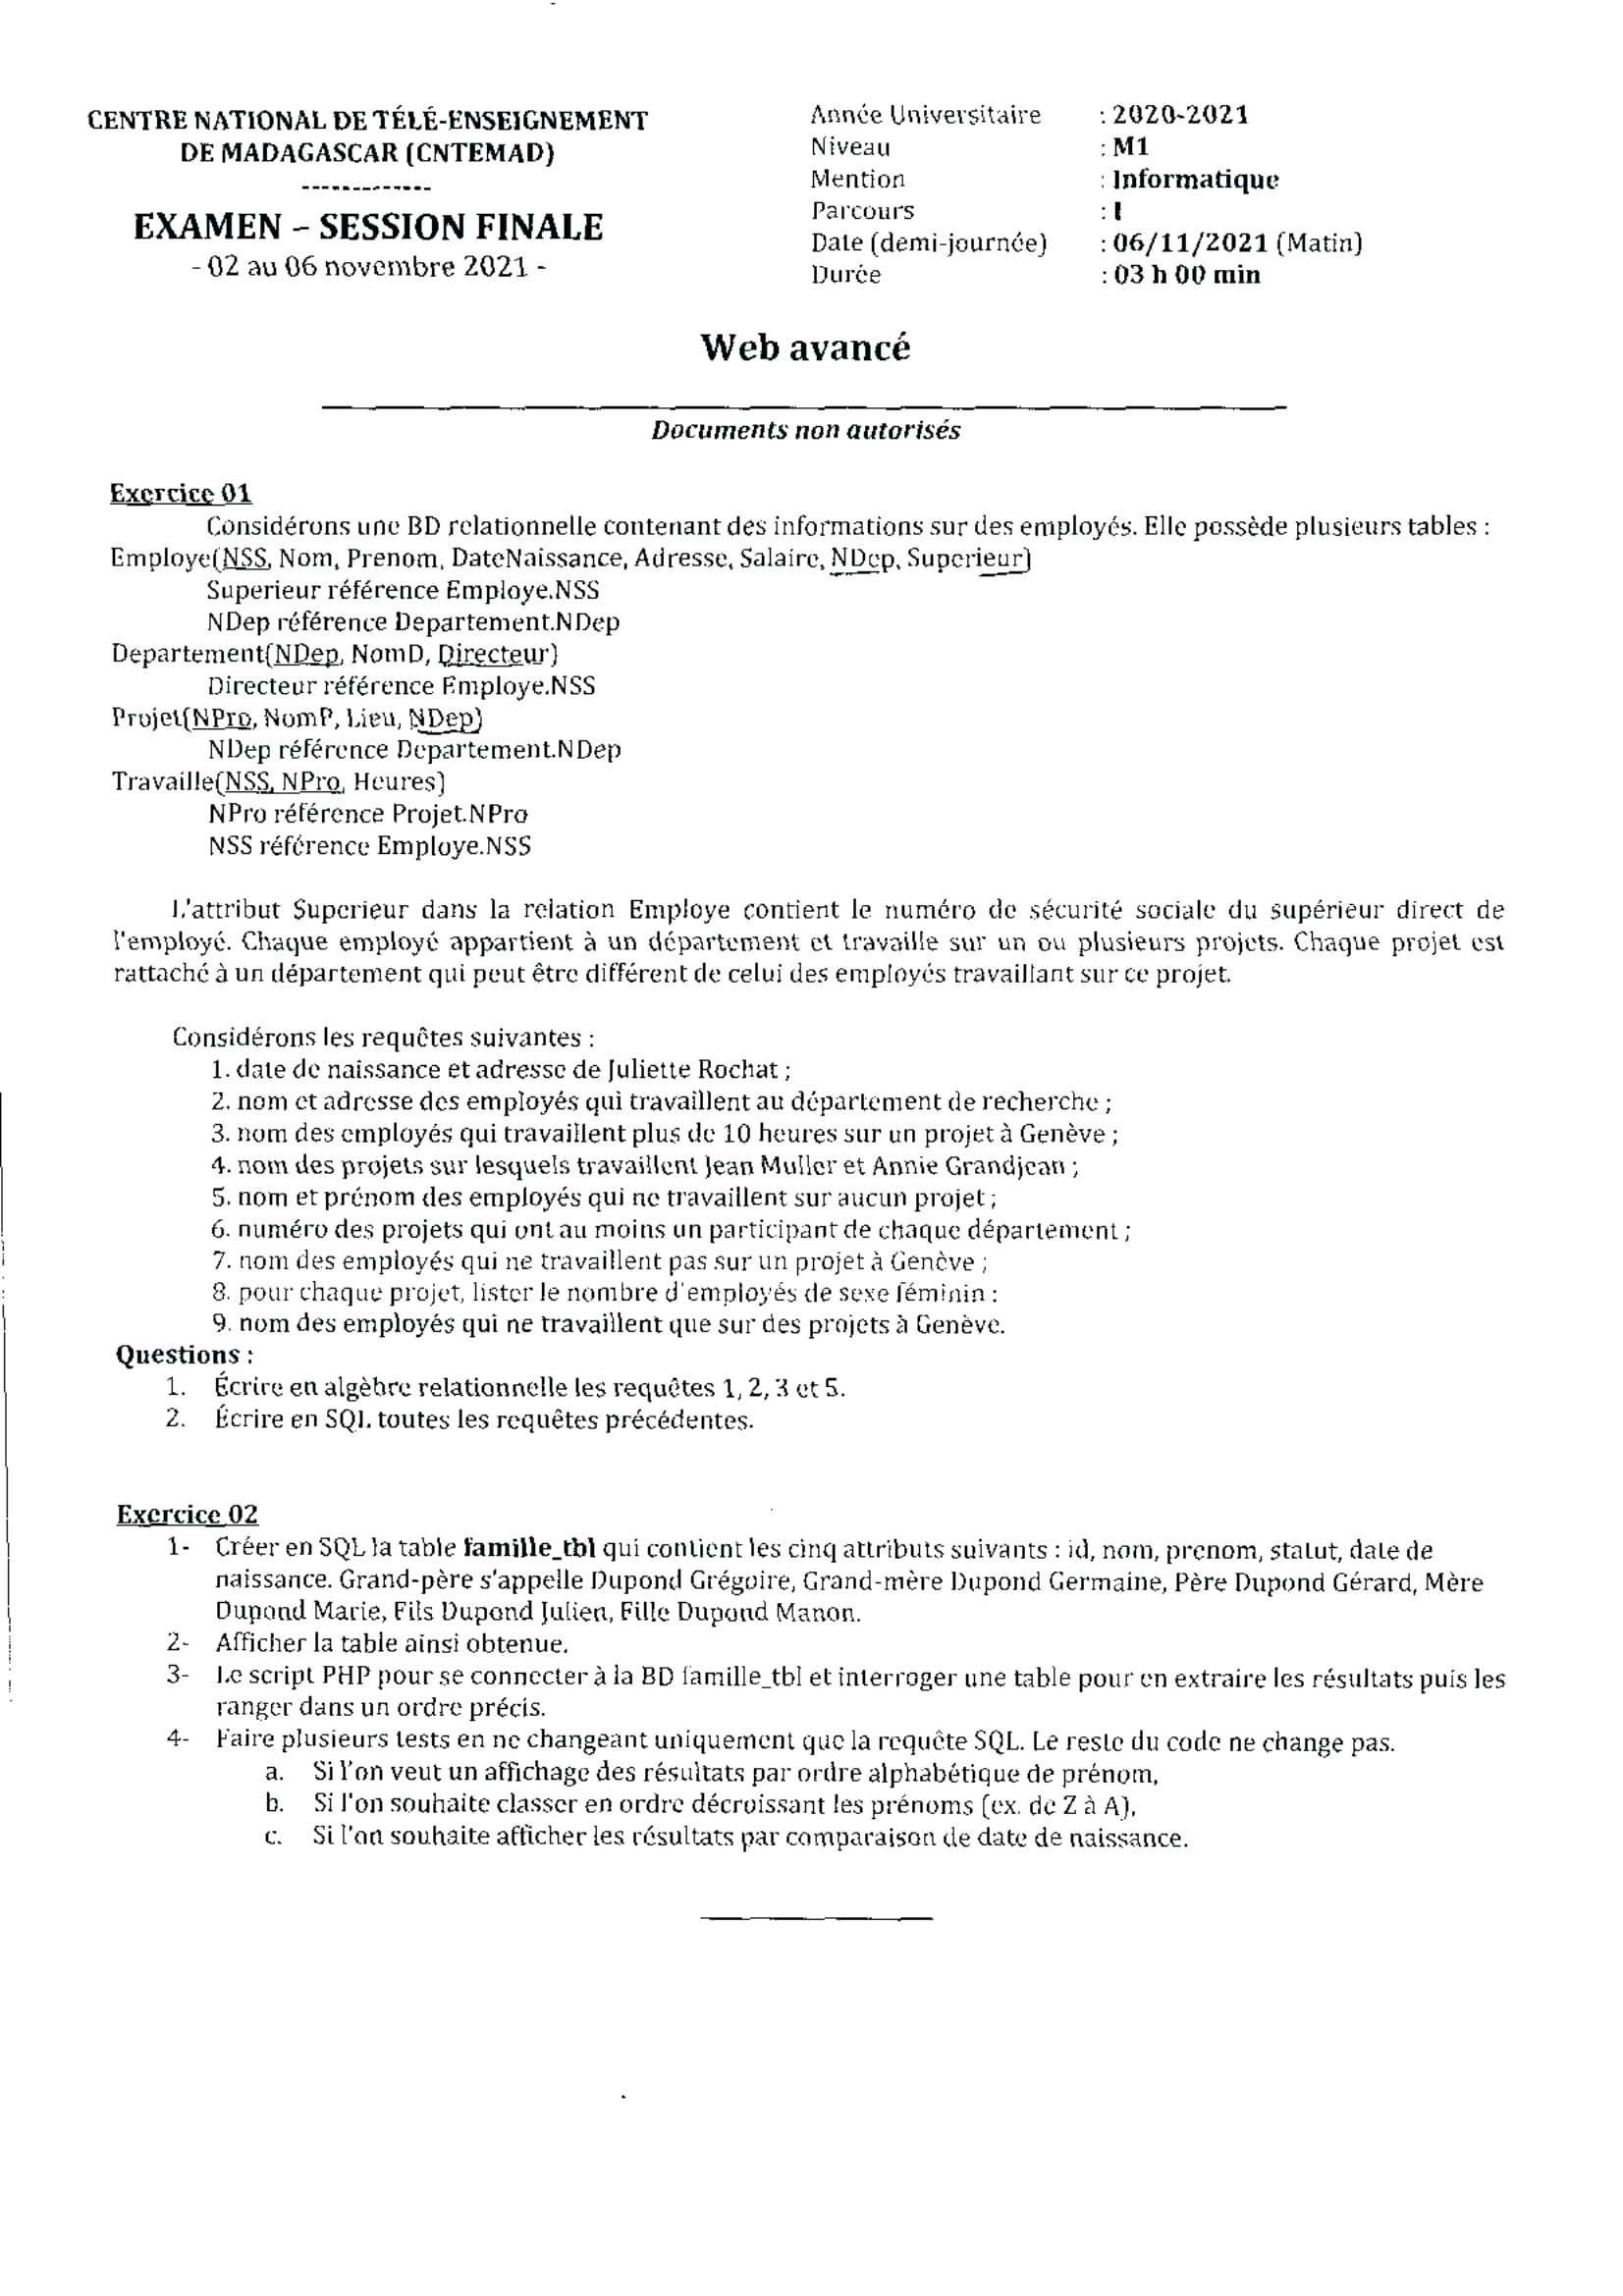 CENTRE NATIONAL DE TÉLÉ-ENSEIGNEMENT
DE MADAGASCAR (CNTEMAD)
-------------
EXAMEN – SESSION FINALE
- 02 au 06 novembre 2021 -
Année Universitaire : 2020-2021
Niveau : M1
Mention : Informatique
Parcours : I
Date (demi-journée) : 06/11/2021 (Matin)
Durée : 03 h 00 min
Web avancé
Documents non autorisés
Exercice 01
Considérons une BD relationnelle contenant des informations sur des employés. Elle possède plusieurs tables :
Employe(NSS, Nom, Prenom, DateNaissance, Adresse, Salaire, NDep, Superieur)
Superieur référence Employe.NSS
NDep référence Departement.NDep
Departement(NDep, NomD, Directeur)
Directeur référence Employe.NSS
Projet(NPro, NomP, Lieu, NDep)
NDep référence Departement.NDep
Travaille(NSS, NPro, Heures)
NPro référence Projet.NPro
NSS référence Employe.NSS
L'attribut Superieur dans la relation Employe contient le numéro de sécurité sociale du supérieur direct de
l'employé. Chaque employé appartient à un département et travaille sur un ou plusieurs projets. Chaque projet est
rattaché à un département qui peut être différent de celui des employés travaillant sur ce projet.
Considérons les requêtes suivantes :
1. date de naissance et adresse de Juliette Rochat ;
2. nom et adresse des employés qui travaillent au département de recherche ;
3. nom des employés qui travaillent plus de 10 heures sur un projet à Genève ;
4. nom des projets sur lesquels travaillent Jean Muller et Annie Grandjean ;
5. nom et prénom des employés qui ne travaillent sur aucun projet ;
6. numéro des projets qui ont au moins un participant de chaque département ;
7. nom des employés qui ne travaillent pas sur un projet à Genève ;
8. pour chaque projet, lister le nombre d'employés de sexe féminin :
9. nom des employés qui ne travaillent que sur des projets à Genève.
Questions :
1. Écrire en algèbre relationnelle les requêtes 1, 2, 3 et 5.
2. Écrire en SQL toutes les requêtes précédentes.
Exercice 02
1- Créer en SQL la table famille_tbl qui contient les cinq attributs suivants : id, nom, prenom, statut, date de
naissance. Grand-père s'appelle Dupond Grégoire, Grand-mère Dupond Germaine, Père Dupond Gérard, Mère
Dupond Marie, Fils Dupond Julien, Fille Dupond Manon.
2- Afficher la table ainsi obtenue.
3- Le script PHP pour se connecter à la BD famille_tbl et interroger une table pour en extraire les résultats puis les
ranger dans un ordre précis.
4- Faire plusieurs tests en ne changeant uniquement que la requête SQL. Le reste du code ne change pas.
a. Si l'on veut un affichage des résultats par ordre alphabétique de prénom,
b. Si l'on souhaite classer en ordre décroissant les prénoms (ex. de Z à A),
c. Si l'on souhaite afficher les résultats par comparaison de date de naissance.